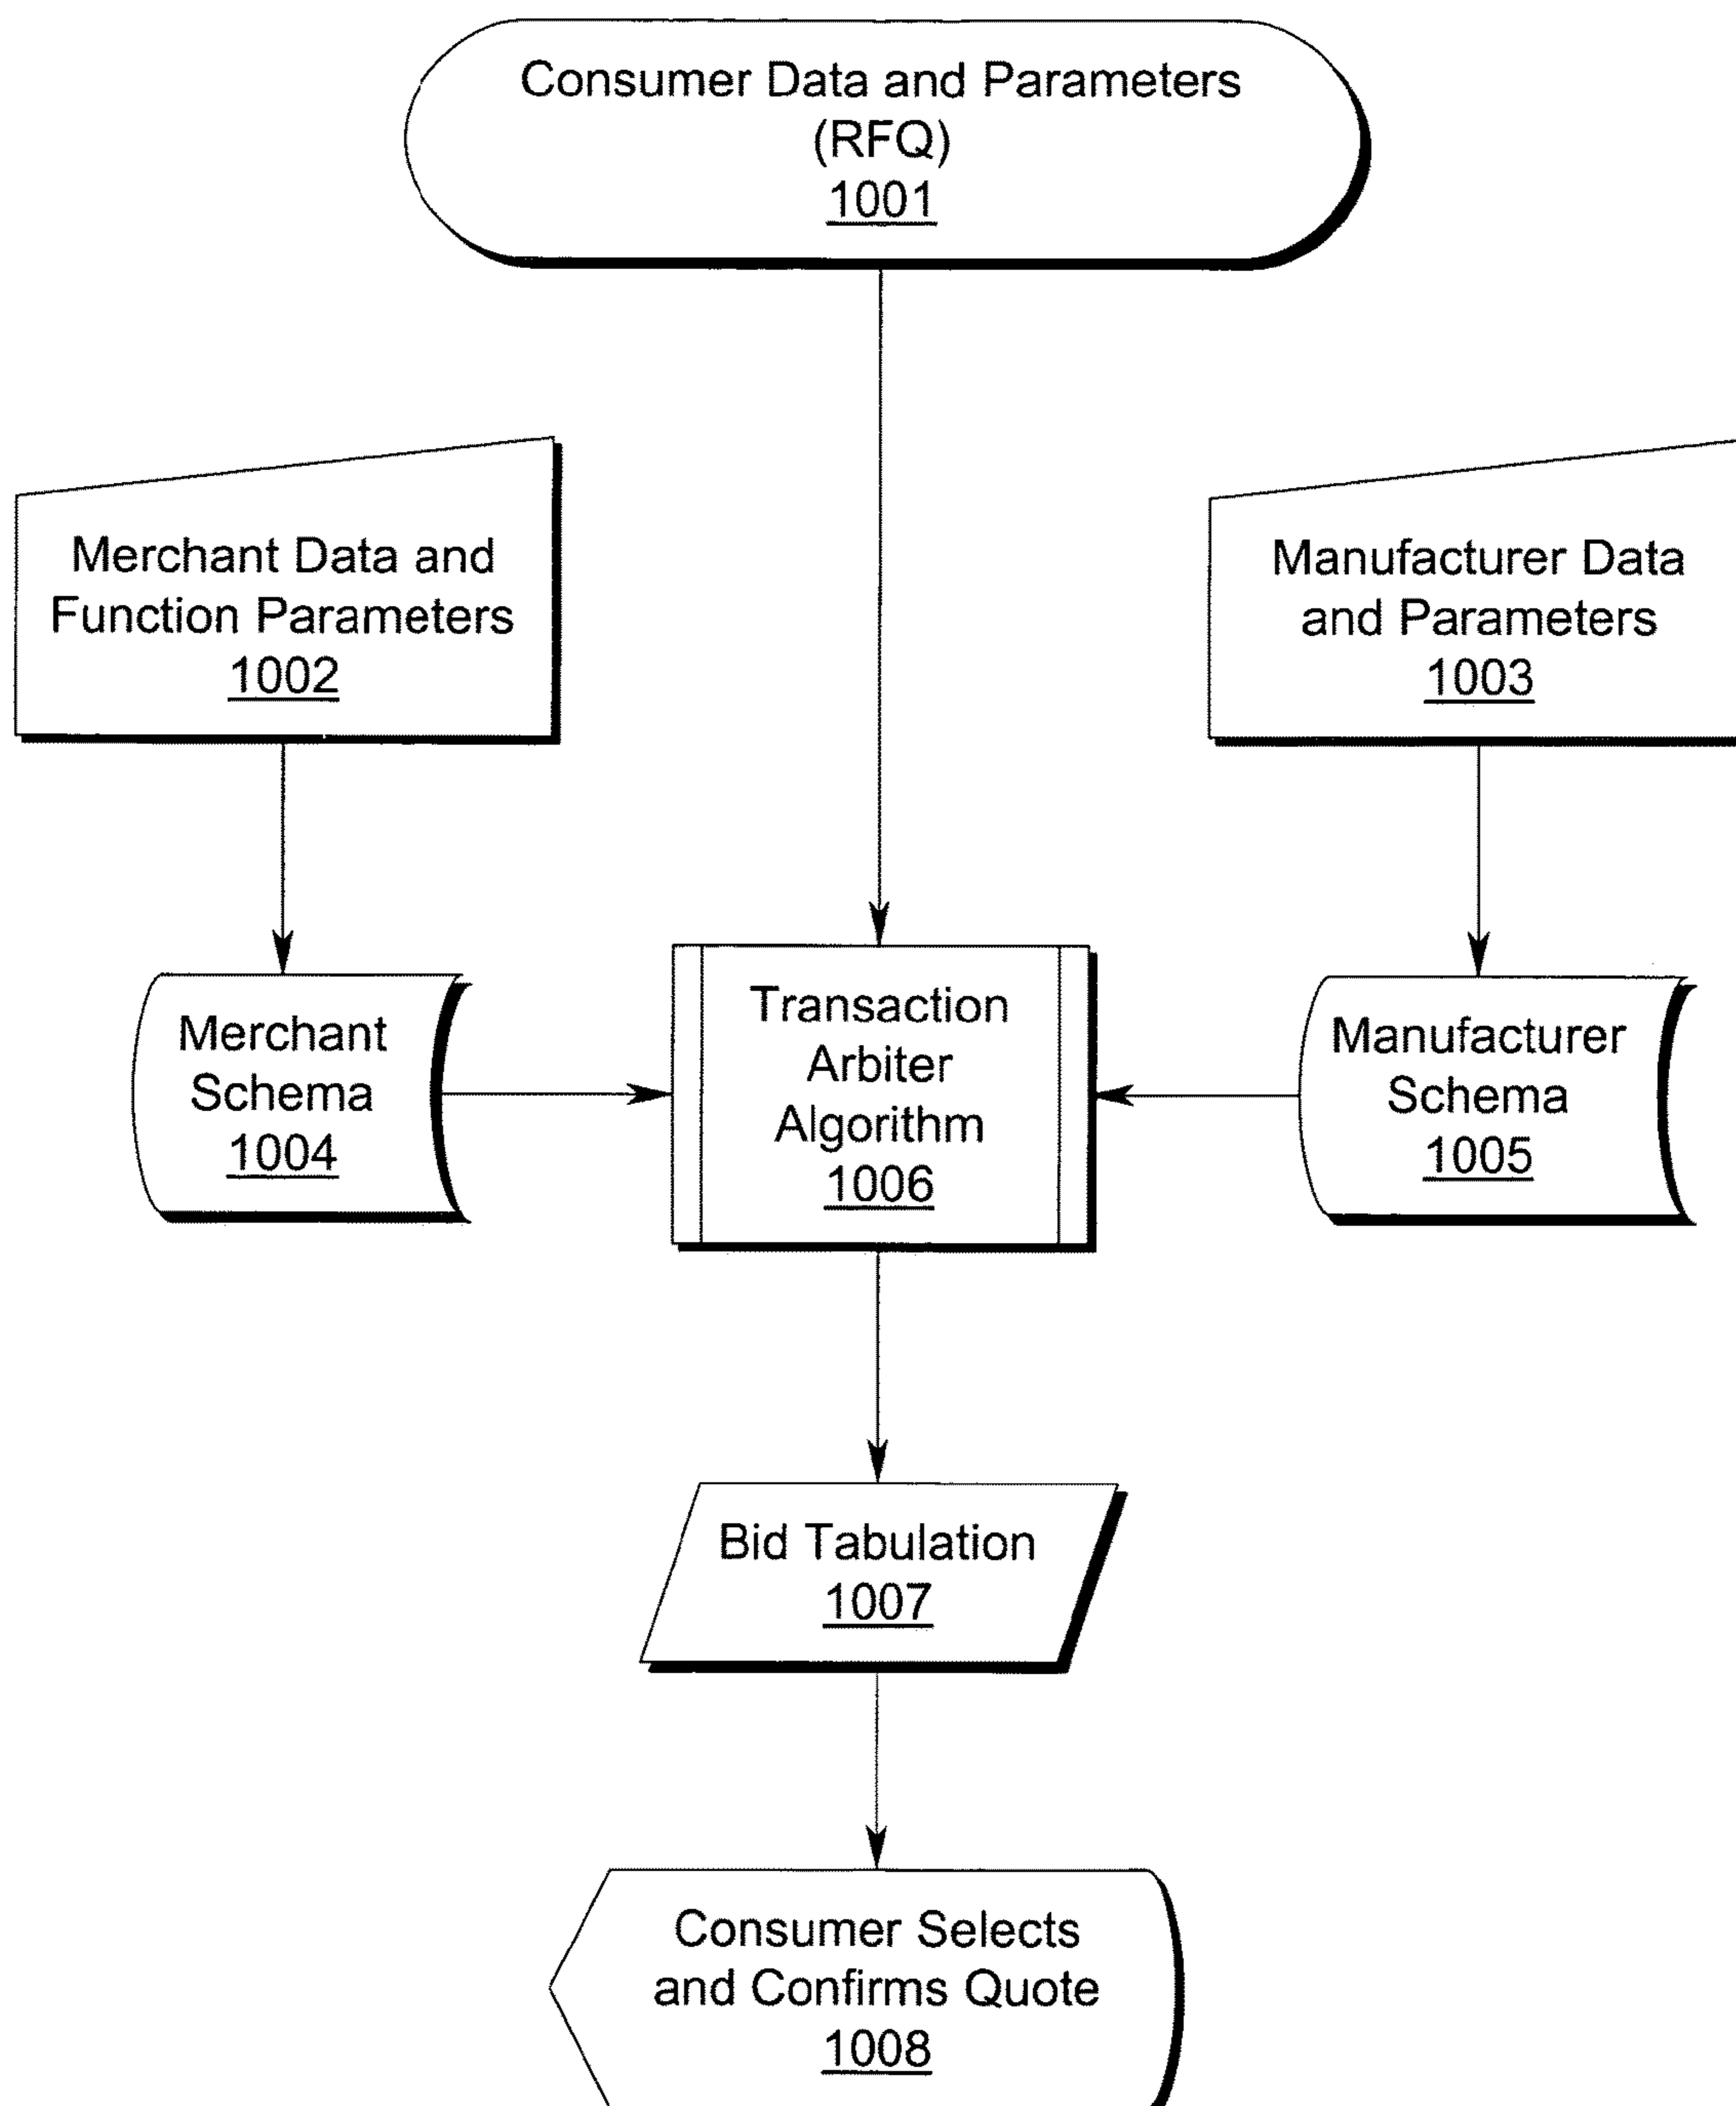 Consumer Data and Parameters
(RFQ)
1001
Merchant Data and
Function Parameters
1002
Manufacturer Data
and Parameters
1003
Merchant
Schema
1004
Transaction
Arbiter
Algorithm
1006
Manufacturer
Schema
1005
Bid Tabulation
1007
Consumer Selects
and Confirms Quote
1008